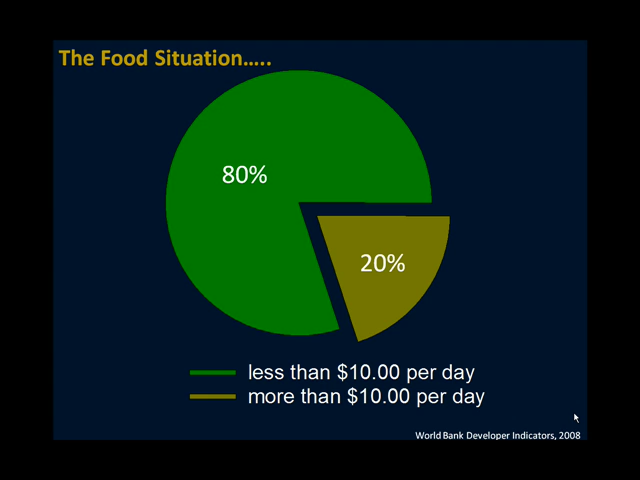 The Food Situation.....
80%
20%
less than $10.00 per day
more than $10.00 per day
World Bank Developer Indicators, 2008